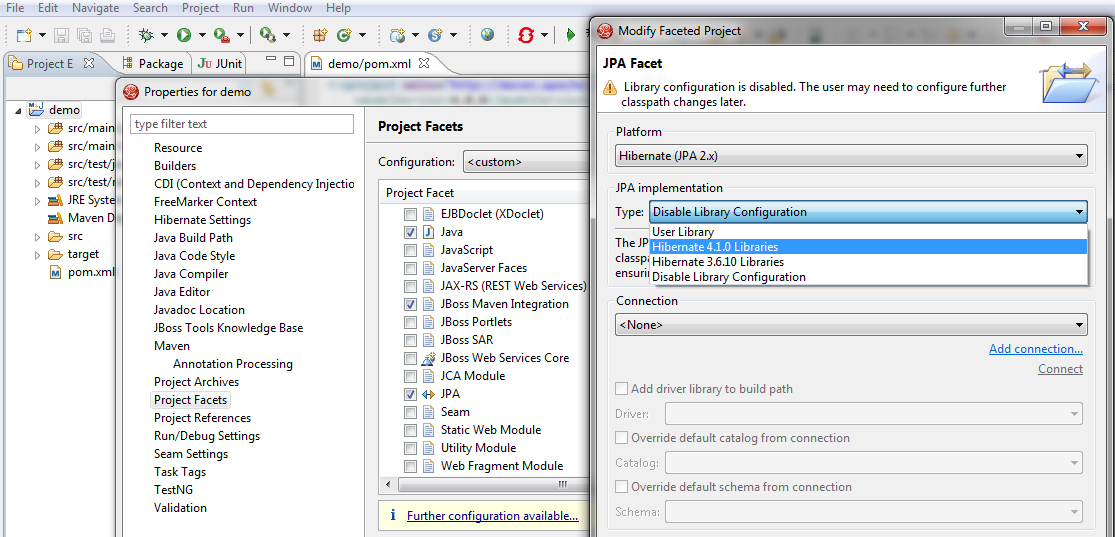 File Edit Navigate Search Project Run Window Help
Project E
Package
Ju JUnit
demo/pom.xml
demo
src/main
src/main
src/test/j
src/test/r
JRE System
Maven D
src
target
pom.xml
Properties for demo
type filter text
Resource
Builders
CDI (Context and Dependency Injectio
FreeMarker Context
Hibernate Settings
Java Build Path
Java Code Style
Java Compiler
Java Editor
Javadoc Location
JBoss Tools Knowledge Base
Maven
Annotation Processing
Project Archives
Project Facets
Project References
Run/Debug Settings
Seam Settings
Task Tags
TestNG
Validation
Project Facets
Configuration: <custom>
Project Facet
EJBDoclet (XDoclet)
Java
JavaScript
JavaServer Faces
JAX-RS (REST Web Services)
JBoss Maven Integration
JBoss Portlets
JBoss SAR
JBoss Web Services Core
JCA Module
JPA
Seam
Static Web Module
Utility Module
Web Fragment Module
i Further configuration available...
Modify Faceted Project
JPA Facet
Library configuration is disabled. The user may need to configure further
classpath changes later.
Platform
Hibernate (JPA 2.x)
JPA implementation
Type: Disable Library Configuration
User Library
Hibernate 4.1.0 Libraries
Hibernate 3.6.10 Libraries
Disable Library Configuration
The JP
classp
ensurin
Connection
<None>
Add connection...
Connect
Add driver library to build path
Driver:
Override default catalog from connection
Catalog:
Override default schema from connection
Schema: